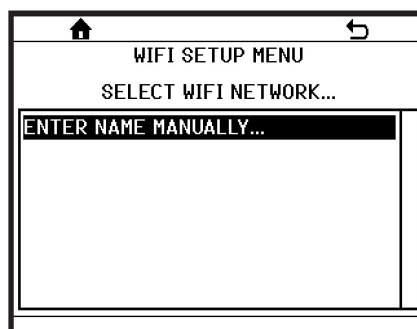 WIFI SETUP MENU
SELECT WIFI NETWORK...
ENTER NAME MANUALLY...